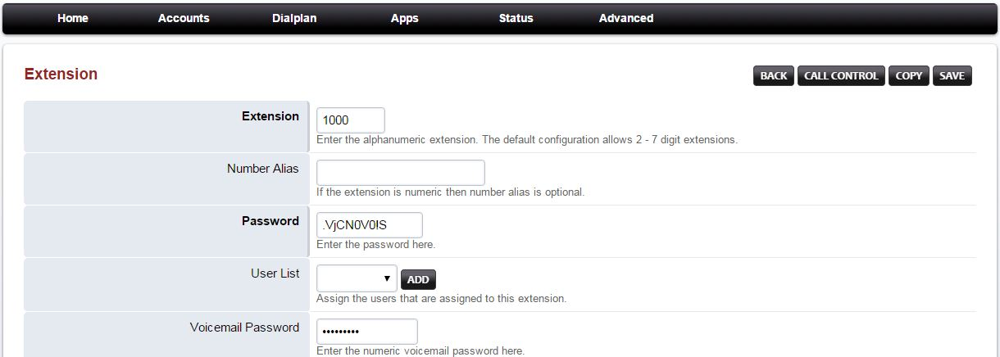 Home Accounts Dialplan Apps Status Advanced
Extension BACK CALL CONTROL COPY SAVE
Extension 1000
Enter the alphanumeric extension. The default configuration allows 2 - 7 digit extensions.
Number Alias
If the extension is numeric then number alias is optional.
Password .VjCN0V0!S
Enter the password here.
User List ADD
Assign the users that are assigned to this extension.
Voicemail Password •••••••••
Enter the numeric voicemail password here.